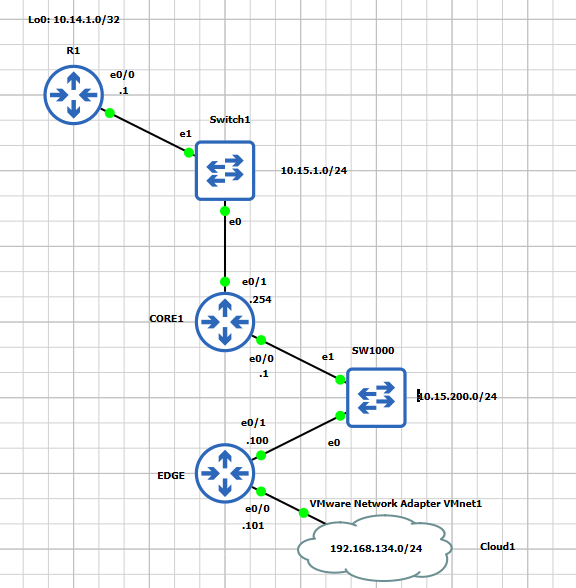 Lo0: 10.14.1.0/32
R1
e0/0
.1
Switch1
e1
10.15.1.0/24
e0
e0/1
.254
CORE1
SW1000
e1
e0/0
.1
10.15.200.0/24
e0/1
.100
e0
EDGE
VMware Network Adapter VMnet1
e0/0
.101
192.168.134.0/24
Cloud1